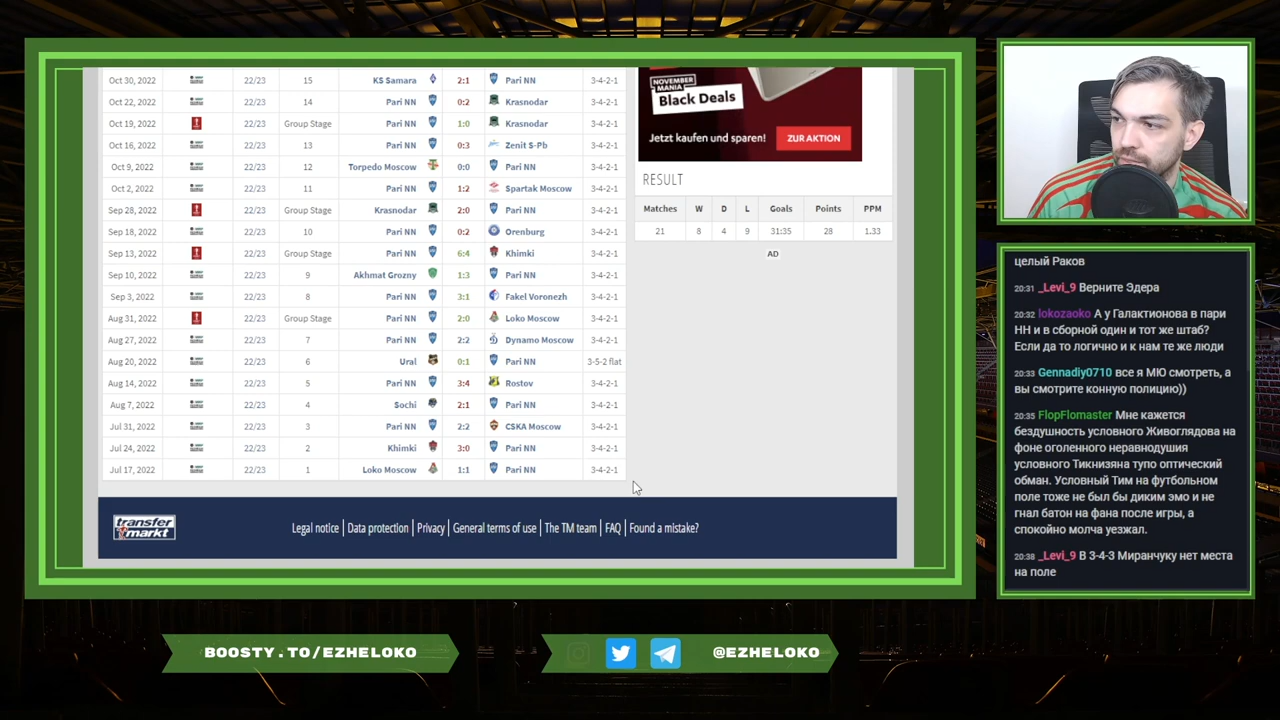 Oct 30, 2022 22/23 15 KS Samara 2:1 Pari NN 3-4-2-1
Oct 22, 2022 22/23 14 Pari NN 0:2 Krasnodar 3-4-2-1
Oct 19, 2022 22/23 Group Stage Pari NN 1:0 Krasnodar 3-4-2-1
Oct 16, 2022 22/23 13 Pari NN 0:3 Zenit S-Pb 3-4-2-1
Oct 9, 2022 22/23 12 Torpedo Moscow 0:0 Pari NN 3-4-2-1
Oct 2, 2022 22/23 11 Pari NN 1:2 Spartak Moscow 3-4-2-1
Sep 28, 2022 22/23 Group Stage Krasnodar 2:0 Pari NN 3-4-2-1
Sep 18, 2022 22/23 10 Pari NN 0:2 Orenburg 3-4-2-1
Sep 13, 2022 22/23 Group Stage Pari NN 6:4 Khimki 3-4-2-1
Sep 10, 2022 22/23 9 Akhmat Grozny 1:3 Pari NN 3-4-2-1
Sep 3, 2022 22/23 8 Pari NN 3:1 Fakel Voronezh 3-4-2-1
Aug 31, 2022 22/23 Group Stage Pari NN 2:0 Loko Moscow 3-4-2-1
Aug 27, 2022 22/23 7 Pari NN 2:2 Dynamo Moscow 3-4-2-1
Aug 20, 2022 22/23 6 Ural 0:1 Pari NN 3-5-2 flat
Aug 14, 2022 22/23 5 Pari NN 3:4 Rostov 3-4-2-1
Aug 7, 2022 22/23 4 Sochi 2:1 Pari NN 3-4-2-1
Jul 31, 2022 22/23 3 Pari NN 2:2 CSKA Moscow 3-4-2-1
Jul 24, 2022 22/23 2 Khimki 3:0 Pari NN 3-4-2-1
Jul 17, 2022 22/23 1 Loko Moscow 1:1 Pari NN 3-4-2-1
NOVEMBER
MANIA
Black Deals
Jetzt kaufen und sparen! ZUR AKTION
RESULT
Matches W D L Goals Points PPM
21 8 4 9 31:35 28 1.33
AD
transfer
markt
Legal notice | Data protection | Privacy | General terms of use | The TM team | FAQ | Found a mistake?
целый Раков
20:31 _Levi_9 Верните Эдера
20:32 lokozaoko А у Галактионова в пари
НН и в сборной один и тот же штаб?
Если да то логично и к нам те же люди
20:33 Gennadiy0710 все я МЮ смотреть, а
вы смотрите конную полицию))
20:35 FlopFlomaster Мне кажется
бездушность условного Живоглядова на
фоне оголенного неравнодушия
условного Тикнизяна тупо оптический
обман. Условный Тим на футбольном
поле тоже не был бы диким эмо и не
гнал батон на фана после игры, а
спокойно молча уезжал.
20:38 _Levi_9 В 3-4-3 Миранчуку нет места
на поле
BOOSTY.TO/EZHELOKO
@EZHELOKO